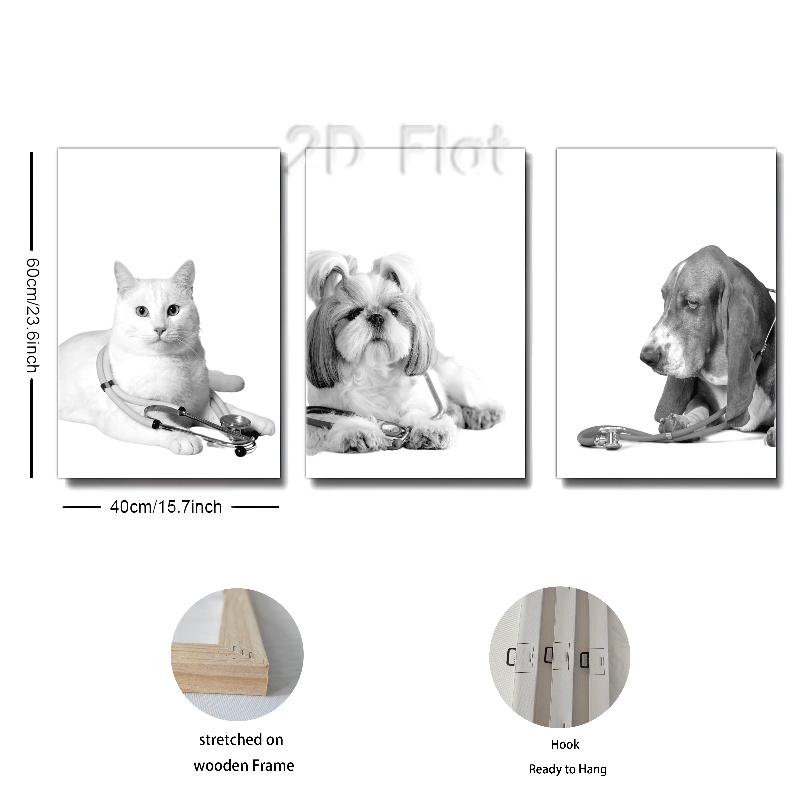 2D Flat
60cm/23.6inch
40cm/15.7inch
stretched on
wooden Frame
Hook
Ready to Hang